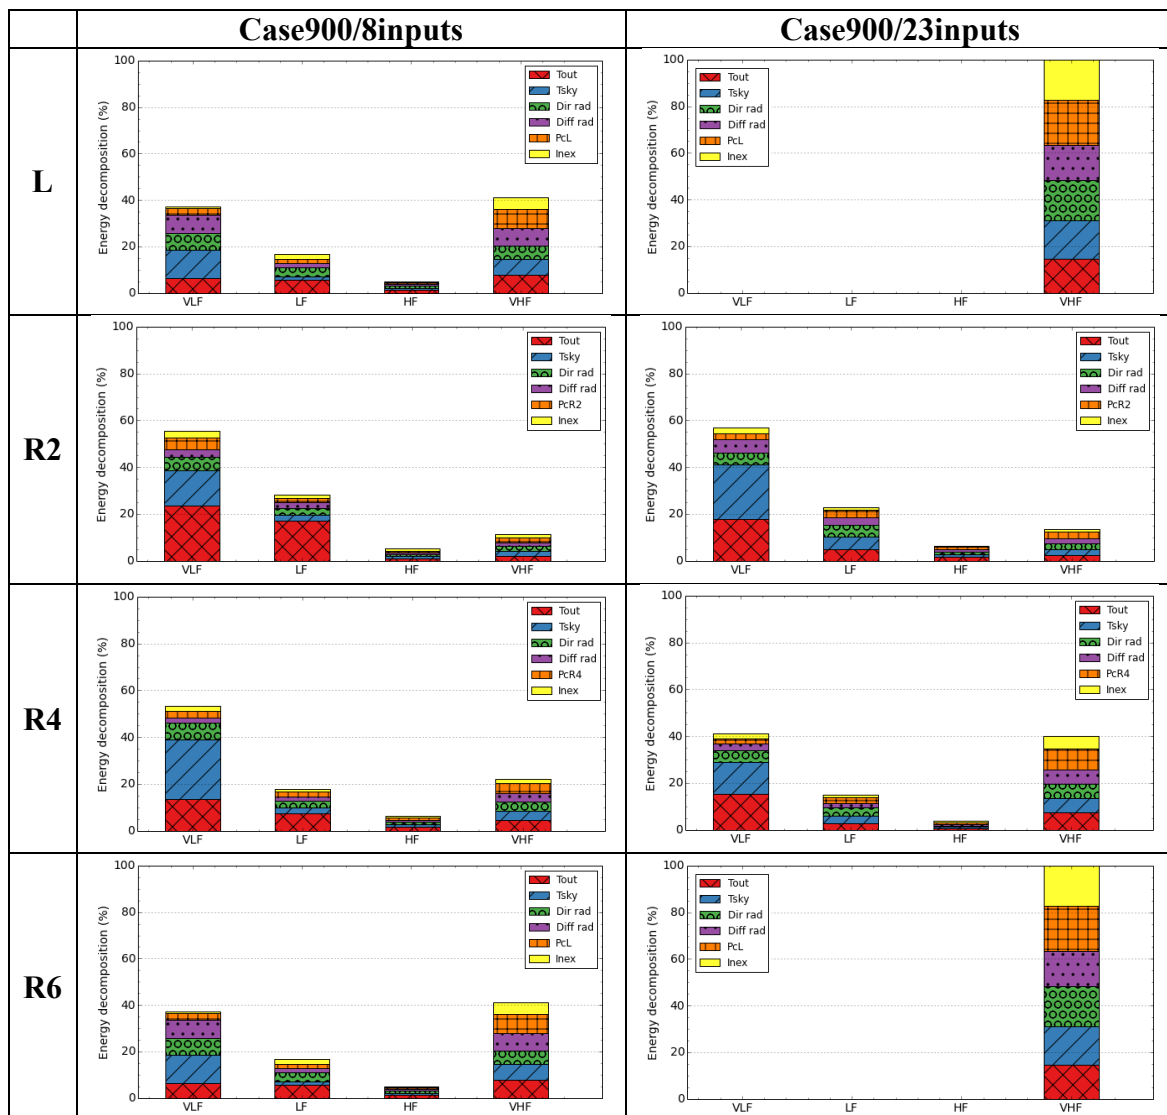 Case900/8inputs
Case900/23inputs
L
Energy decomposition (%)
100
80
60
40
20
0
VLF
LF
HF
VHF
Tout
Tsky
Dir rad
Diff rad
PcL
Inex
Energy decomposition (%)
100
80
60
40
20
0
VLF
LF
HF
VHF
Tout
Tsky
Dir rad
Diff rad
PcL
Inex
R2
Energy decomposition (%)
100
80
60
40
20
0
VLF
LF
HF
VHF
Tout
Tsky
Dir rad
Diff rad
PcR2
Inex
Energy decomposition (%)
100
80
60
40
20
0
VLF
LF
HF
VHF
Tout
Tsky
Dir rad
Diff rad
PcR2
Inex
R4
Energy decomposition (%)
100
80
60
40
20
0
VLF
LF
HF
VHF
Tout
Tsky
Dir rad
Diff rad
PcR4
Inex
Energy decomposition (%)
100
80
60
40
20
0
VLF
LF
HF
VHF
Tout
Tsky
Dir rad
Diff rad
PcR4
Inex
R6
Energy decomposition (%)
100
80
60
40
20
0
VLF
LF
HF
VHF
Tout
Tsky
Dir rad
Diff rad
PcL
Inex
Energy decomposition (%)
100
80
60
40
20
0
VLF
LF
HF
VHF
Tout
Tsky
Dir rad
Diff rad
PcL
Inex